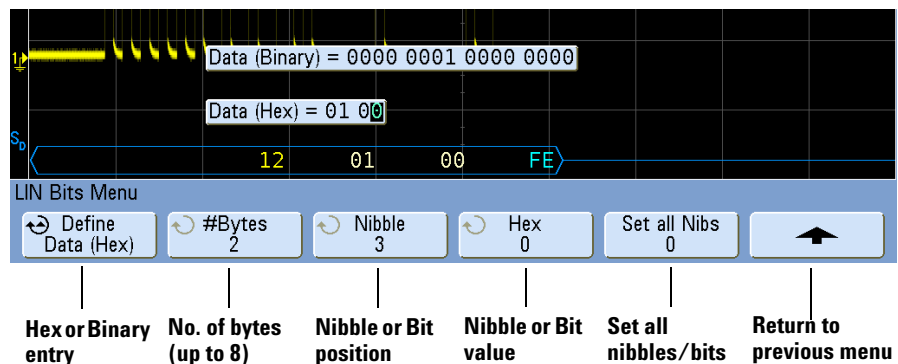 1
Data (Binary) = 0000 0001 0000 0000
Data (Hex) = 01 00
SD
12 01 00 FE
LIN Bits Menu
Define
Data (Hex)
#Bytes
2
Nibble
3
Hex
0
Set all Nibs
0
Hex or Binary
entry
No. of bytes
(up to 8)
Nibble or Bit
position
Nibble or Bit
value
Set all
nibbles/bits
Return to
previous menu